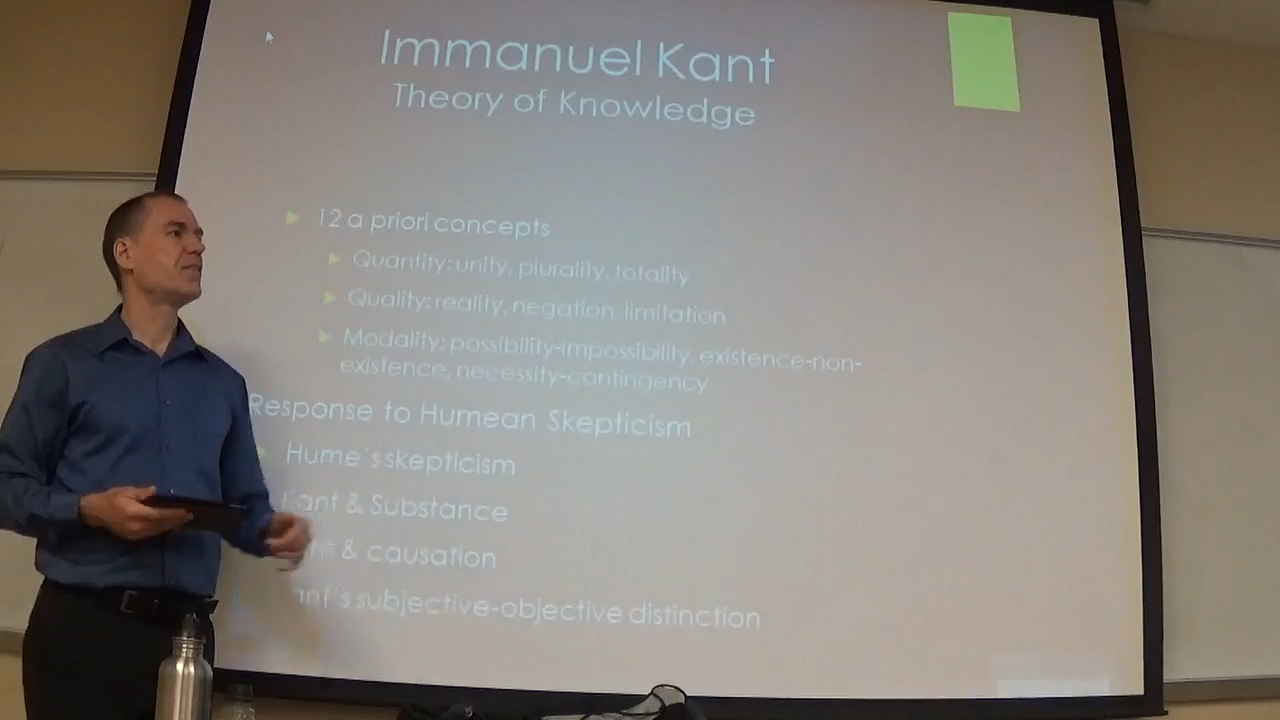 Immanuel Kant
Theory of Knowledge
12 a priori concepts
Quantity: unity, plurality, totality
Quality: reality, negation, limitation
Modality: possibility-impossibility, existence-non-
existence, necessity-contingency
Response to Humean Skepticism
Hume's skepticism
Kant & Substance
& causation
subjective-objective distinction